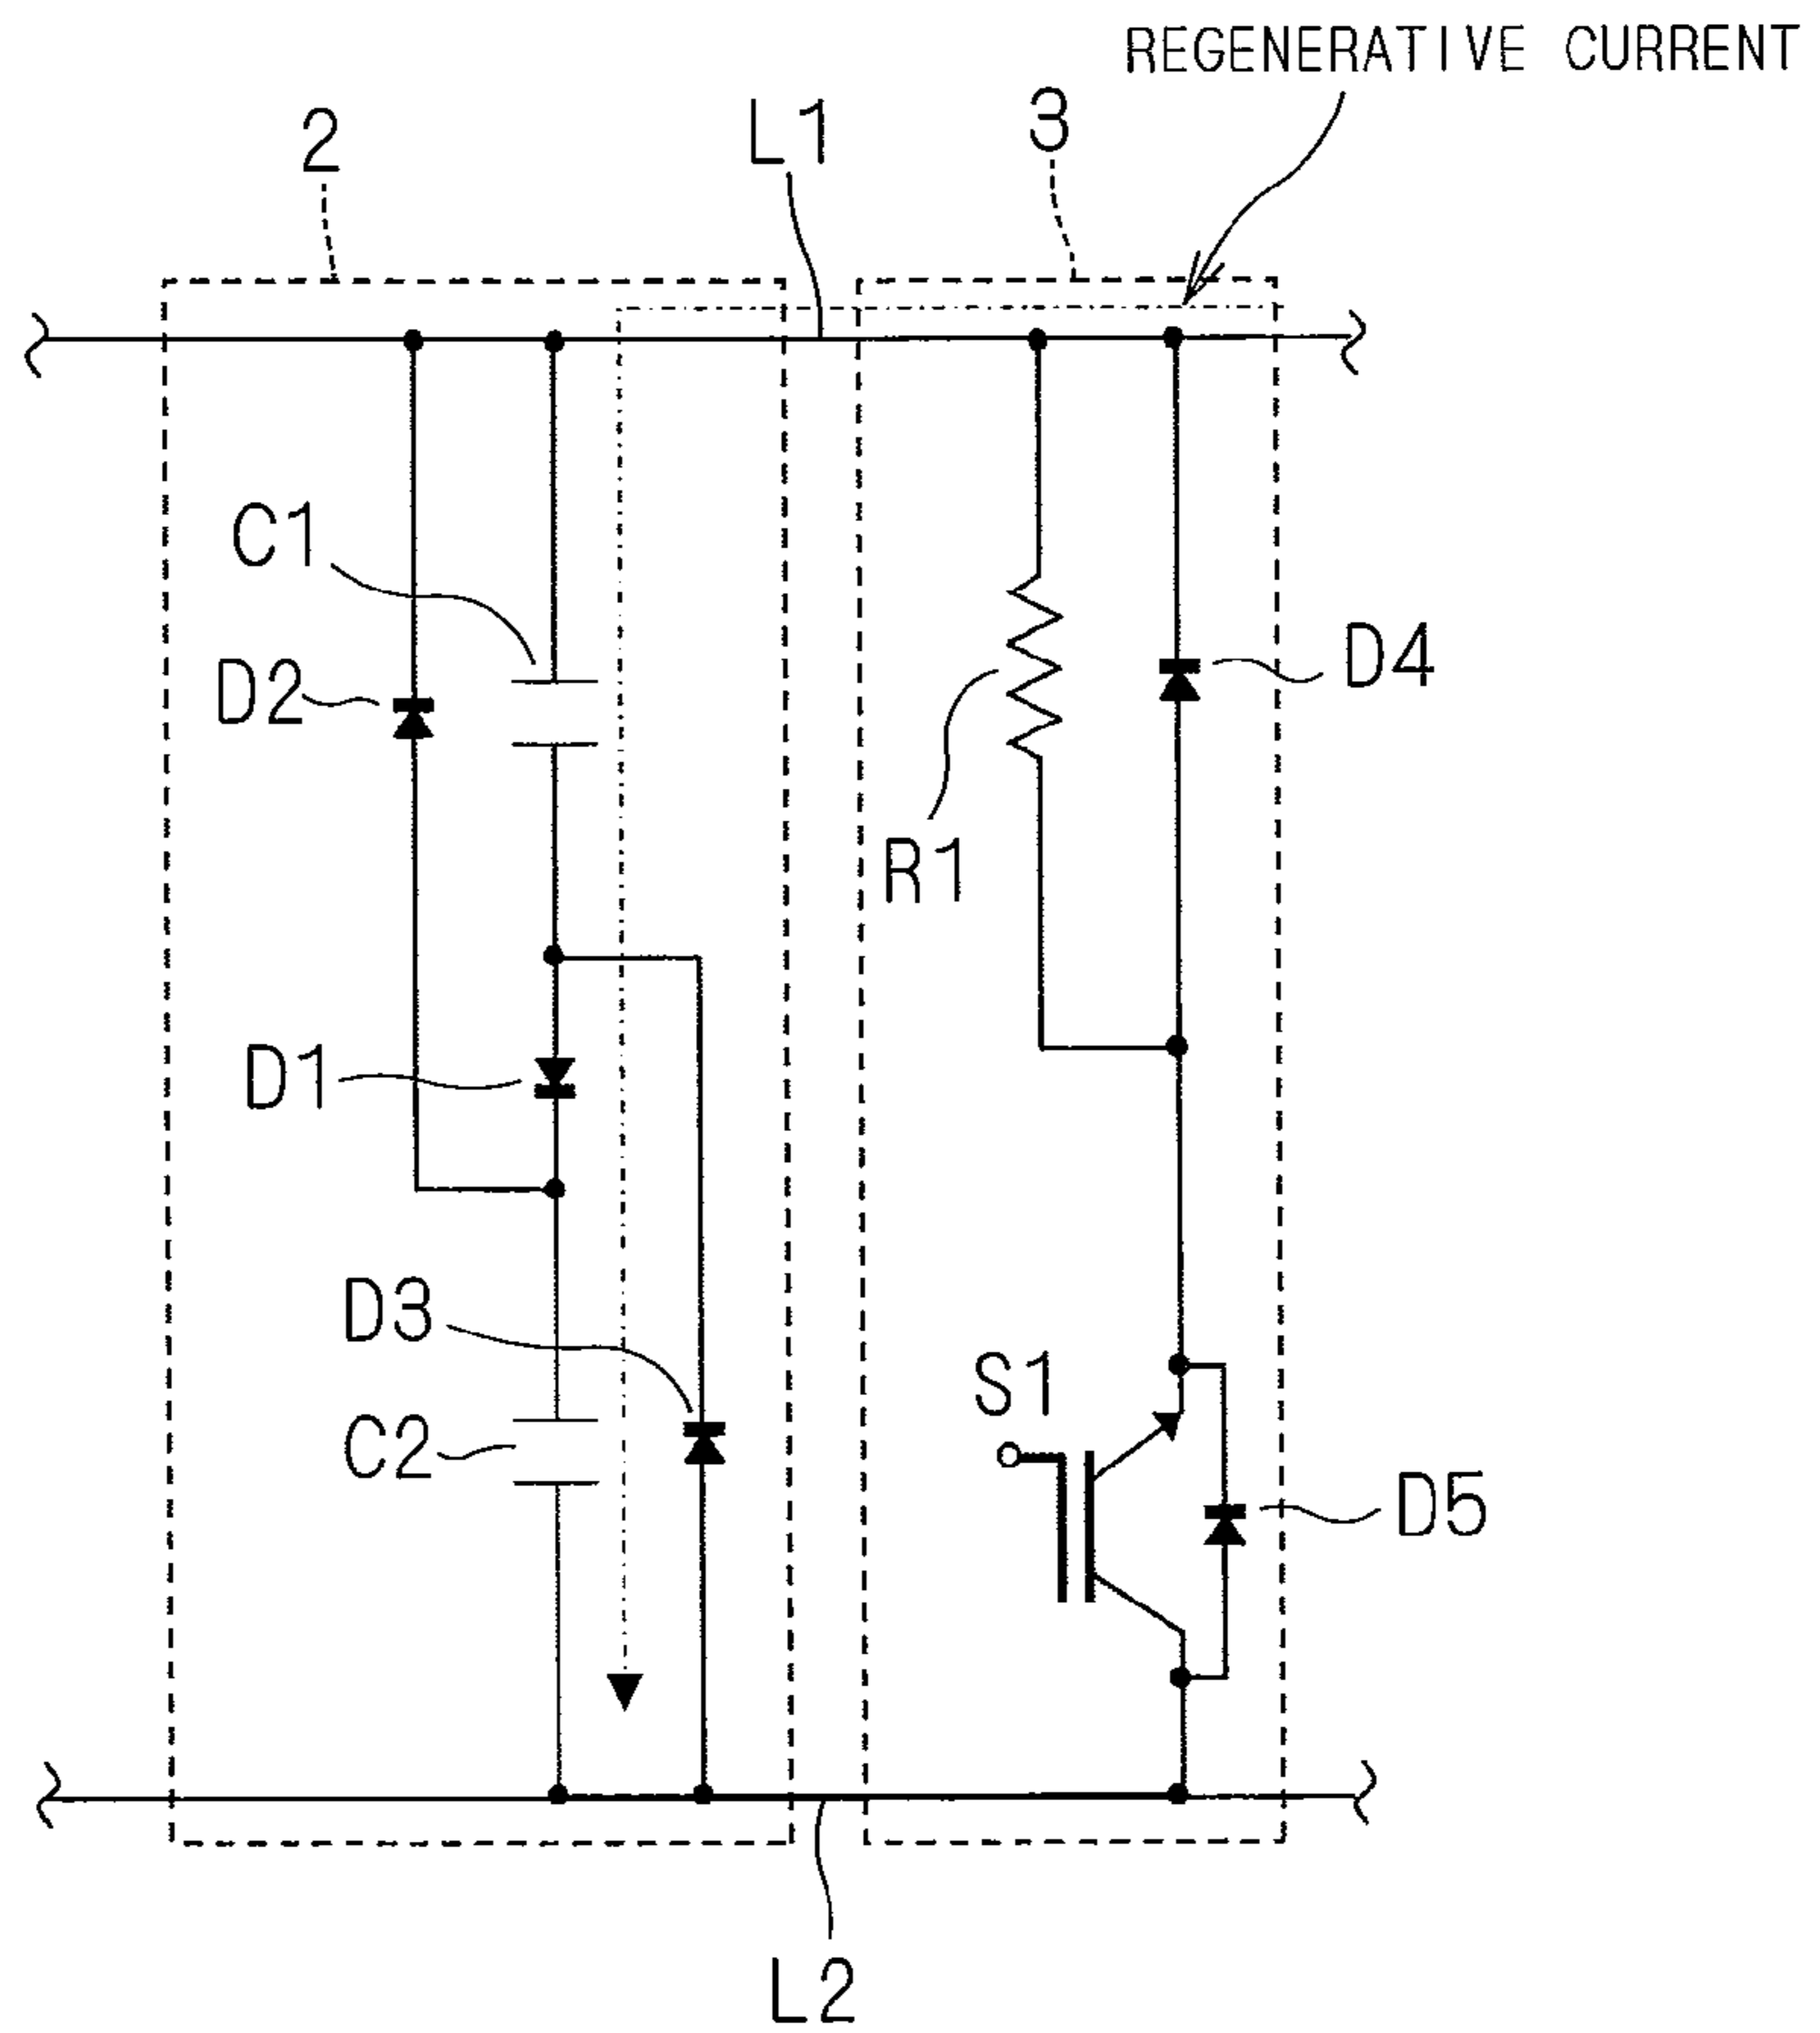 REGENERATIVE CURRENT
2
L1
3
C1
D2
D4
R1
D1
D3
S1
C2
D5
L2